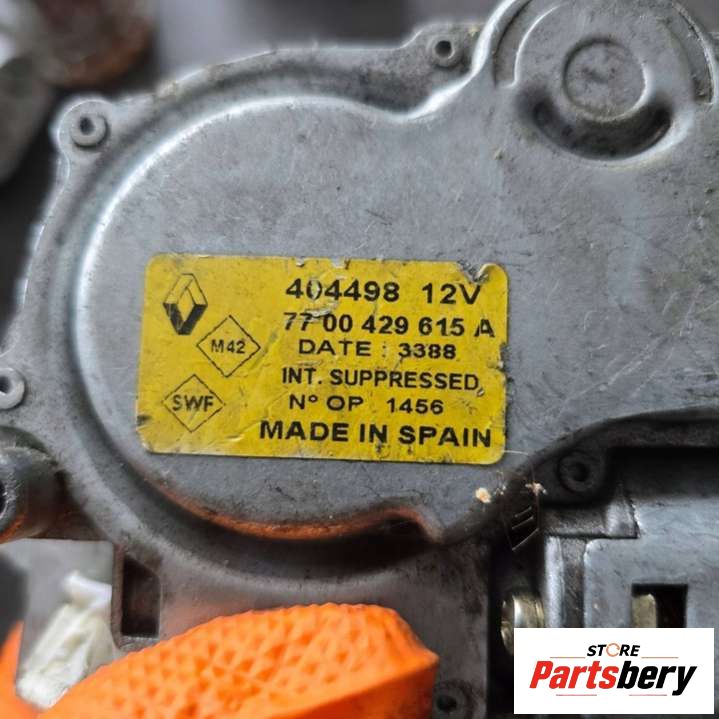 404498 12V
77 00 429 615 A
M42
DATE : 3388
INT. SUPPRESSED
SWF
N° OP 1456
MADE IN SPAIN
STORE
Partsbery